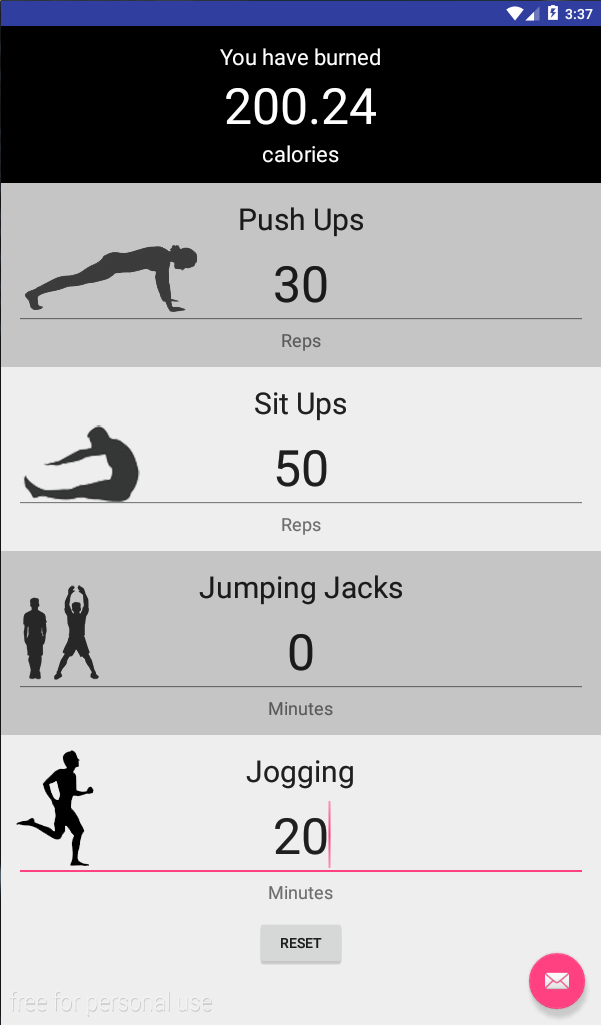 3:37
You have burned
200.24
calories
Push Ups
30
Reps
Sit Ups
50
Reps
Jumping Jacks
0
Minutes
Jogging
20
Minutes
RESET
free for personal use